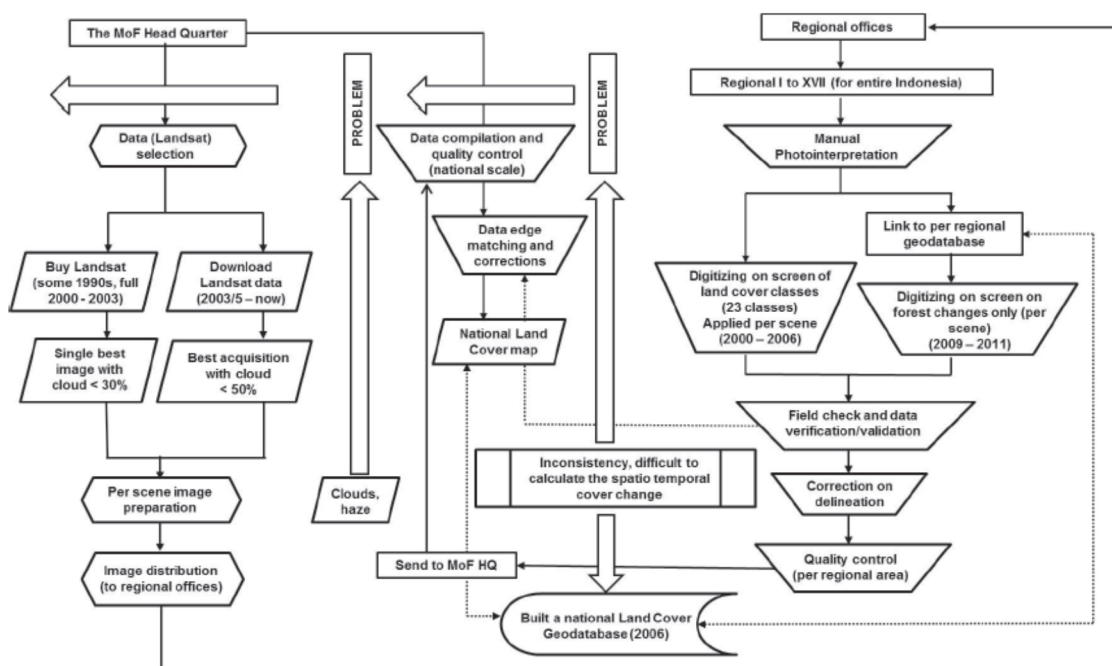 The MoF Head Quarter
Data (Landsat)
selection
Buy Landsat
(some 1990s, full
2000 - 2003)
Download
Landsat data
(2003/5 – now)
Single best
image with
cloud < 30%
Best acquisition
with cloud
< 50%
Per scene image
preparation
Image distribution
(to regional offices)
PROBLEM
Clouds,
haze
Data compilation and
quality control
(national scale)
Data edge
matching and
corrections
National Land
Cover map
Send to MoF HQ
PROBLEM
Inconsistency, difficult to
calculate the spatio temporal
cover change
Built a national Land Cover
Geodatabase (2006)
Regional offices
Regional I to XVII (for entire Indonesia)
Manual
Photointerpretation
Link to per regional
geodatabase
Digitizing on screen of
land cover classes
(23 classes)
Applied per scene
(2000 – 2006)
Digitizing on screen on
forest changes only (per
scene)
(2009 – 2011)
Field check and data
verification/validation
Correction on
delineation
Quality control
(per regional area)